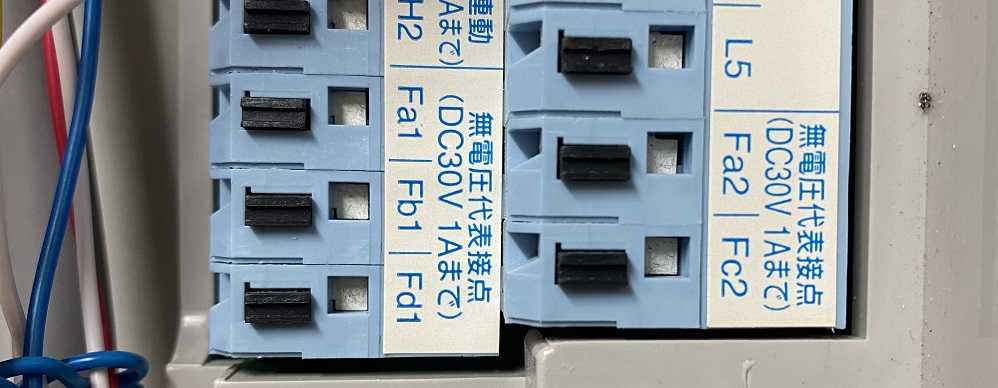 連動
Aまで)
H2
無電圧代表接点
(DC30V 1Aまで)
Fa1 Fb1 Fd1
L5
無電圧代表接点
(DC30V 1Aまで)
Fa2 Fc2